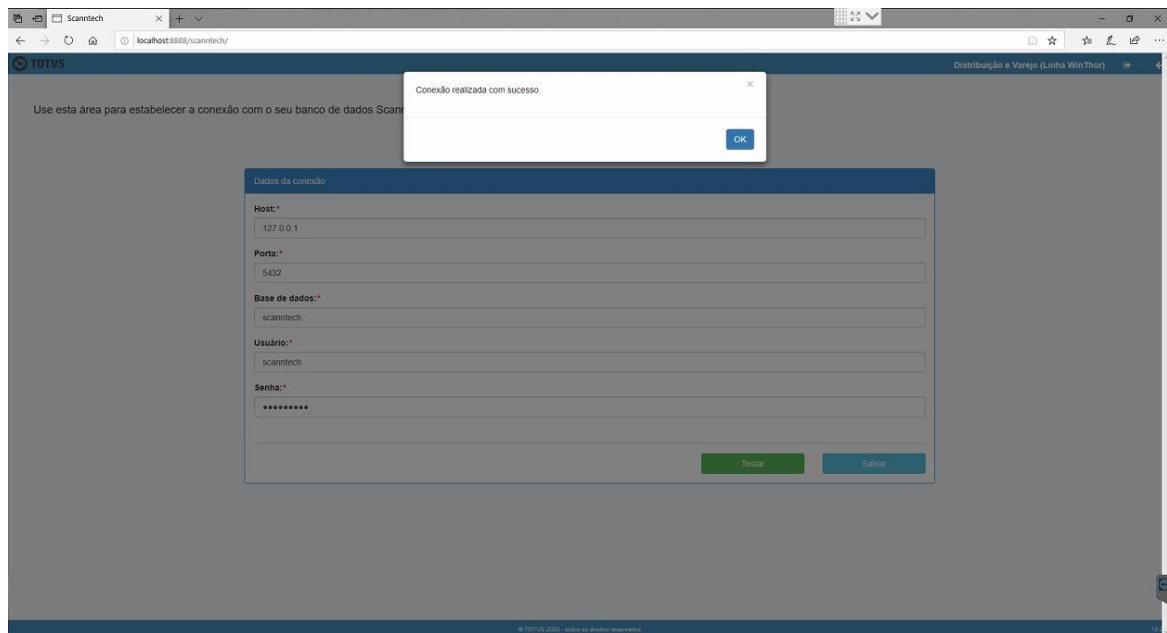 Scanntech
localhost:8888/scanntech/
TOTVS
Distribuição e Varejo (Linha WinThor)
Conexão realizada com sucesso
×
OK
Use esta área para estabelecer a conexão com o seu banco de dados
Dados da conexão
Host:*
127.0.0.1
Porta:*
5432
Base de dados:*
scanntech
Usuário:*
scanntech
Senha:*
•••••••••
Testar
Salvar
© TOTVS 2020 - todos os direitos reservados